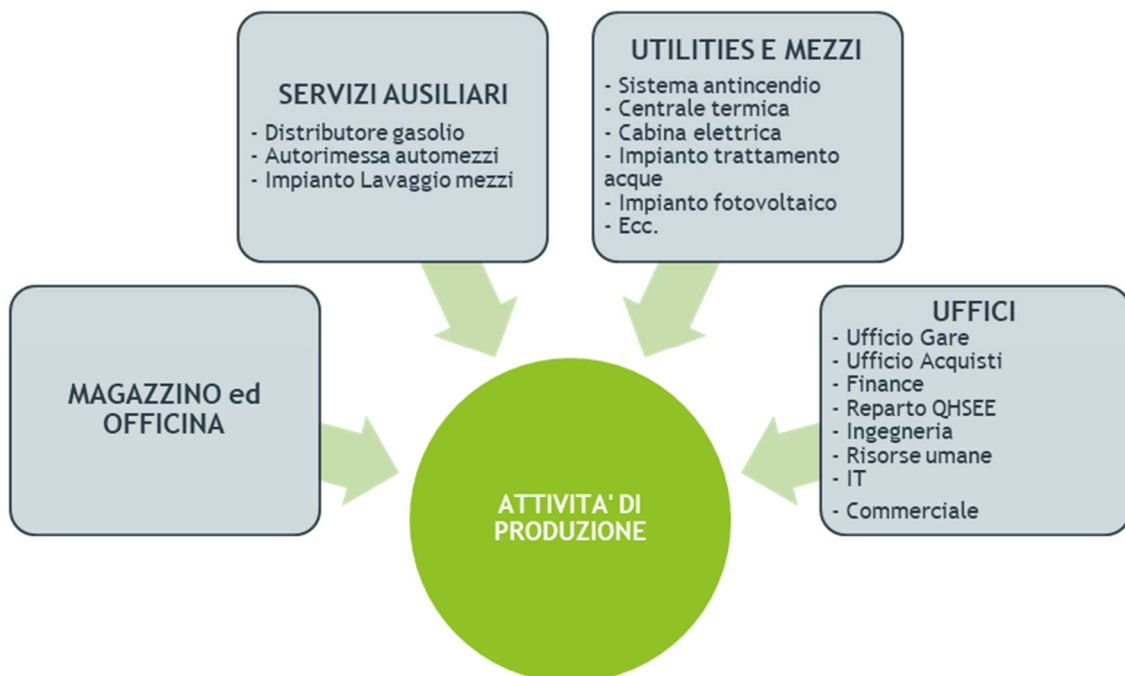 SERVIZI AUSILIARI
- Distributore gasolio
- Autorimessa automezzi
- Impianto Lavaggio mezzi
UTILITIES E MEZZI
- Sistema antincendio
- Centrale termica
- Cabina elettrica
- Impianto trattamento
acque
- Impianto fotovoltaico
- Ecc.
MAGAZZINO ed
OFFICINA
UFFICI
- Ufficio Gare
- Ufficio Acquisti
- Finance
- Reparto QHSEE
- Ingegneria
- Risorse umane
- IT
- Commerciale
ATTIVITA' DI
PRODUZIONE